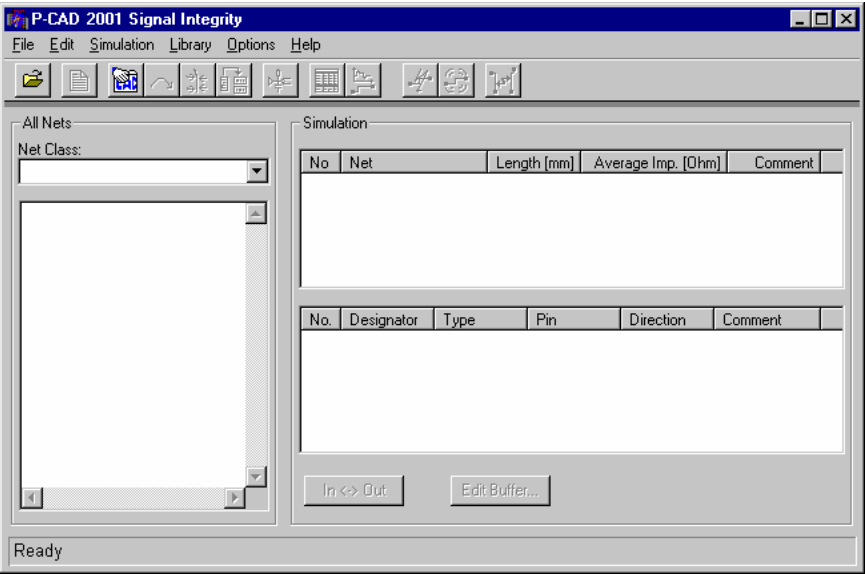 P-CAD 2001 Signal Integrity
File Edit Simulation Library Options Help
All Nets
Net Class:
Simulation
No Net Length [mm] Average Imp. [Ohm] Comment
No. Designator Type Pin Direction Comment
In <-> Out Edit Buffer...
Ready